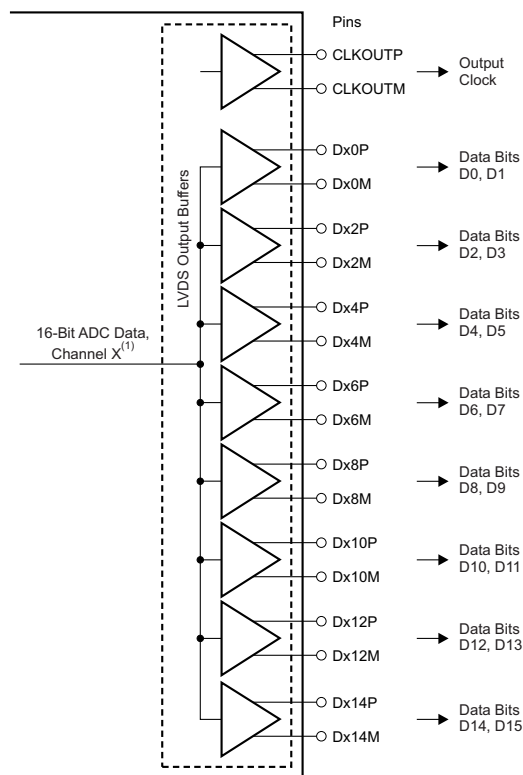 Pins
CLKOUTP
CLKOUTM
Output
Clock
Dx0P
Dx0M
Data Bits
D0, D1
LVDS Output Buffers
Dx2P
Dx2M
Data Bits
D2, D3
Dx4P
Dx4M
Data Bits
D4, D5
16-Bit ADC Data,
Channel X(1)
Dx6P
Dx6M
Data Bits
D6, D7
Dx8P
Dx8M
Data Bits
D8, D9
Dx10P
Dx10M
Data Bits
D10, D11
Dx12P
Dx12M
Data Bits
D12, D13
Dx14P
Dx14M
Data Bits
D14, D15